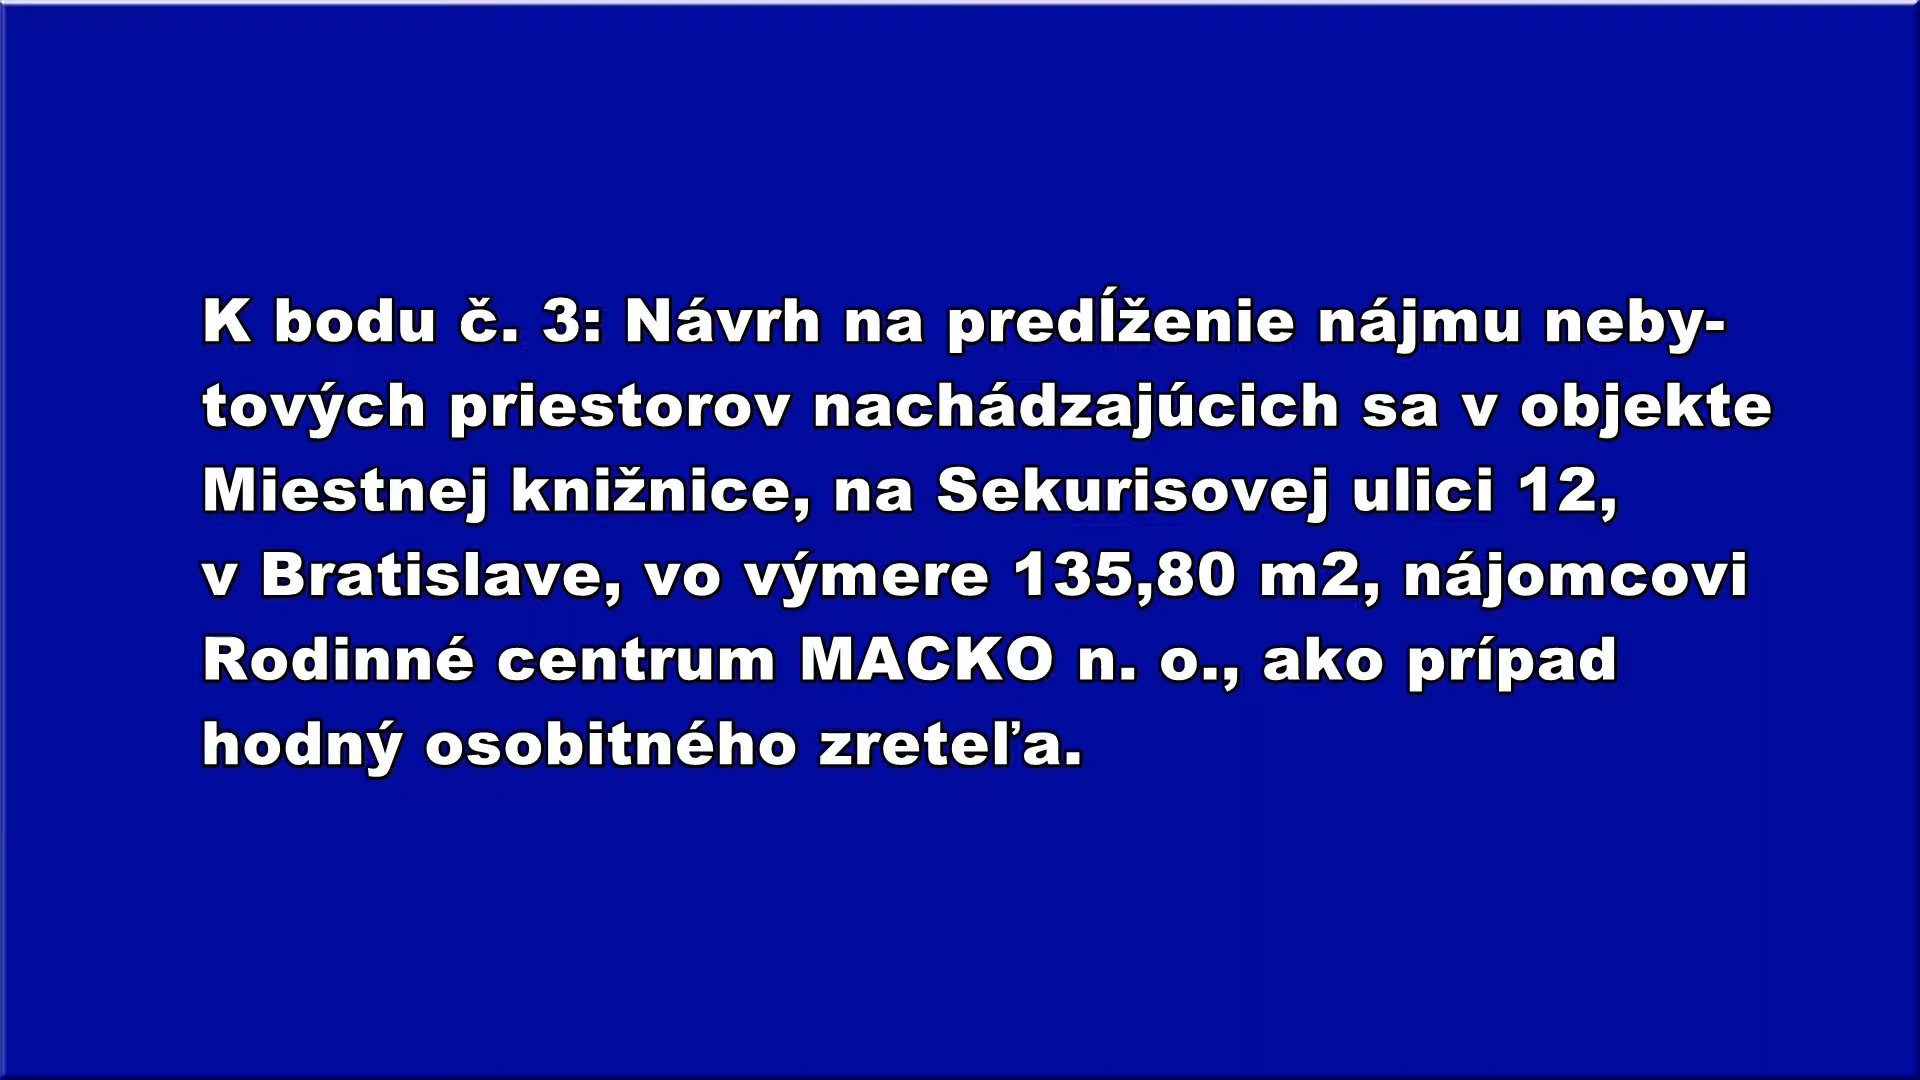 K bodu č. 3: Návrh na predĺženie nájmu neby-
tových priestorov nachádzajúcich sa v objekte
Miestnej knižnice, na Sekurisovej ulici 12,
v Bratislave, vo výmere 135,80 m2, nájomcovi
Rodinné centrum MACKO n. o., ako prípad
hodný osobitného zreteľa.